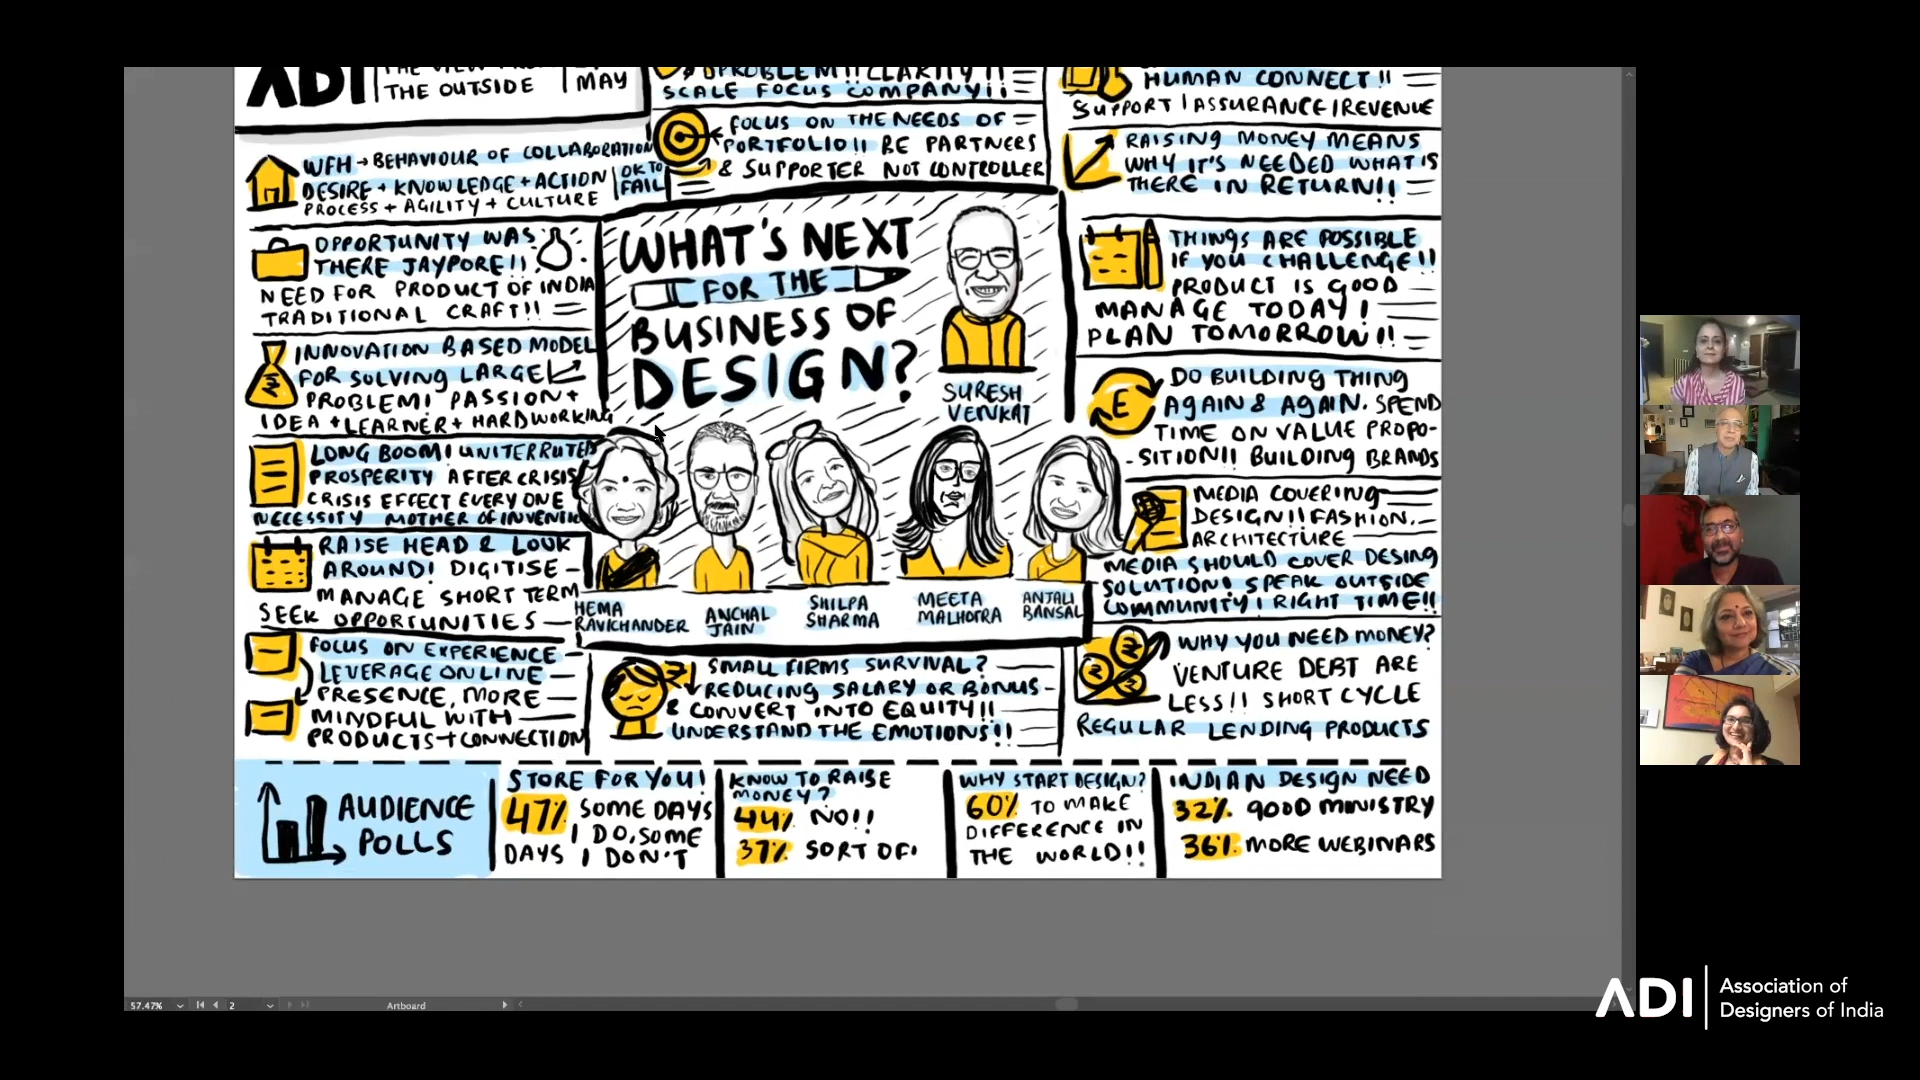 ADI
THE OUTSIDE
MAY
PROBLEM!! CLARITY!!
SCALE FOCUS COMPANY!!
HUMAN CONNECT!!
SUPPORT | ASSURANCE | REVENUE
WFH → BEHAVIOUR OF COLLABORATION
DESIRE + KNOWLEDGE + ACTION
PROCESS + AGILITY + CULTURE
OK TO
FAIL
FOCUS ON THE NEEDS OF
PORTFOLIO!! BE PARTNERS
& SUPPORTER NOT CONTROLLER
RAISING MONEY MEANS
WHY IT'S NEEDED WHAT IS
THERE IN RETURN!!
OPPORTUNITY WAS
THERE JAYPORE!!
NEED FOR PRODUCT OF INDIA
TRADITIONAL CRAFT!!
INNOVATION BASED MODEL
FOR SOLVING LARGE
PROBLEM! PASSION +
IDEA + LEARNER + HARDWORKING
LONG BOOM! UNITERRUTED
PROSPERITY AFTER CRISIS
CRISIS EFFECT EVERY ONE
NECESSITY MOTHER OF INVENTI
RAISE HEAD & LOOK
AROUND! DIGITISE
MANAGE SHORT TERM
SEEK OPPORTUNITIES
FOCUS ON EXPERIENCE
LEVERAGE ONLINE
PRESENCE, MORE
MINDFUL WITH
PRODUCTS + CONNECTION
WHAT'S NEXT
FOR THE
BUSINESS OF
DESIGN?
SURESH
VENKAT
HEMA
RAVICHANDER
ANCHAL
JAIN
SHILPA
SHARMA
MEETA
MALHOTRA
ANJALI
BANSAL
SMALL FIRMS SURVIVAL?
REDUCING SALARY OR BONUS
& CONVERT INTO EQUITY!!
UNDERSTAND THE EMOTIONS!!
THINGS ARE POSSIBLE
IF YOU CHALLENGE!!
PRODUCT IS GOOD
MANAGE TODAY!
PLAN TOMORROW!!
E
DO BUILDING THING
AGAIN & AGAIN. SPEND
TIME ON VALUE PROPO-
-SITION!! BUILDING BRANDS
MEDIA COVERING
DESIGN!! FASHION.
ARCHITECTURE
MEDIA SHOULD COVER DESING
SOLUTION! SPEAK OUTSIDE
COMMUNITY! RIGHT TIME!!
WHY YOU NEED MONEY?
VENTURE DEBT ARE
LESS!! SHORT CYCLE
REGULAR LENDING PRODUCTS
AUDIENCE
POLLS
STORE FOR YOU!
47% SOME DAYS
I DO, SOME
DAYS I DON'T
KNOW TO RAISE
MONEY?
44% NO!!
37% SORT OF!
WHY START DESIGN?
60% TO MAKE
DIFFERENCE IN
THE WORLD!!
INDIAN DESIGN NEED
32% GOOD MINISTRY
36% MORE WEBINARS
57.47%
2
Artboard
ADI
Association of
Designers of India